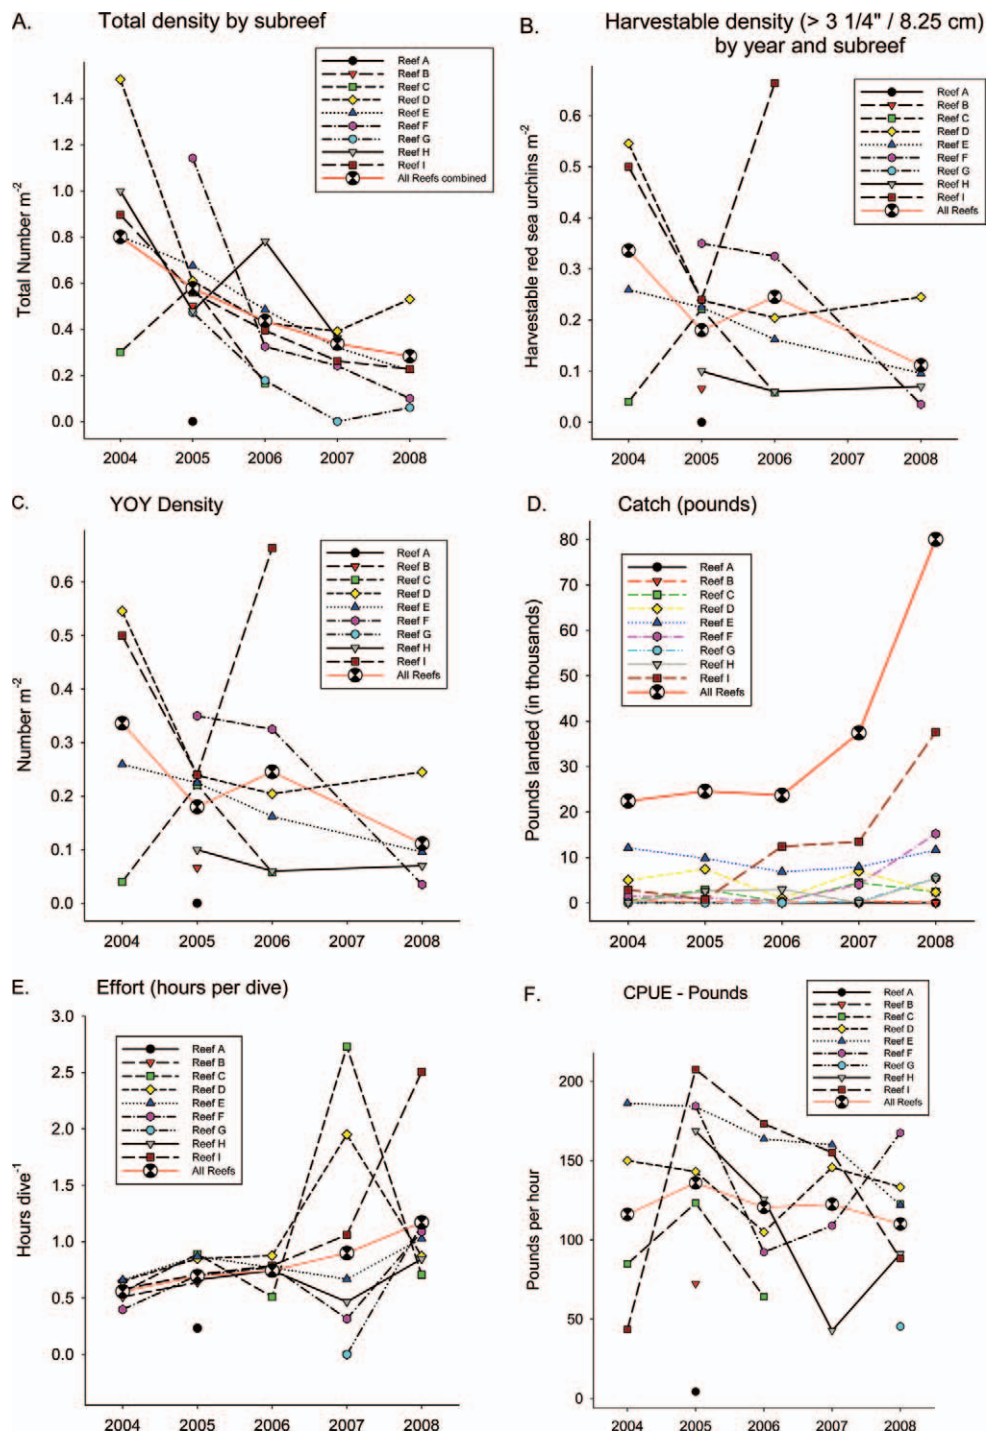 A. Total density by subreef
Total Number m-2
1.4
1.2
1.0
0.8
0.6
0.4
0.2
0.0
2004 2005 2006 2007 2008
Reef A
Reef B
Reef C
Reef D
Reef E
Reef F
Reef G
Reef H
Reef I
All Reefs combined
B. Harvestable density (> 3 1/4" / 8.25 cm)
by year and subreef
Harvestable red sea urchins m-2
0.6
0.5
0.4
0.3
0.2
0.1
0.0
2004 2005 2006 2007 2008
Reef A
Reef B
Reef C
Reef D
Reef E
Reef F
Reef G
Reef H
Reef I
All Reefs
C. YOY Density
Number m-2
0.6
0.5
0.4
0.3
0.2
0.1
0.0
2004 2005 2006 2007 2008
Reef A
Reef B
Reef C
Reef D
Reef E
Reef F
Reef G
Reef H
Reef I
All Reefs
D. Catch (pounds)
Pounds landed (in thousands)
80
70
60
50
40
30
20
10
0
2004 2005 2006 2007 2008
Reef A
Reef B
Reef C
Reef D
Reef E
Reef F
Reef G
Reef H
Reef I
All Reefs
E. Effort (hours per dive)
Hours dive-1
3.0
2.5
2.0
1.5
1.0
0.5
0.0
2004 2005 2006 2007 2008
Reef A
Reef B
Reef C
Reef D
Reef E
Reef F
Reef G
Reef H
Reef I
All Reefs
F. CPUE - Pounds
Pounds per hour
200
150
100
50
0
2004 2005 2006 2007 2008
Reef A
Reef B
Reef C
Reef D
Reef E
Reef F
Reef G
Reef H
Reef I
All Reefs